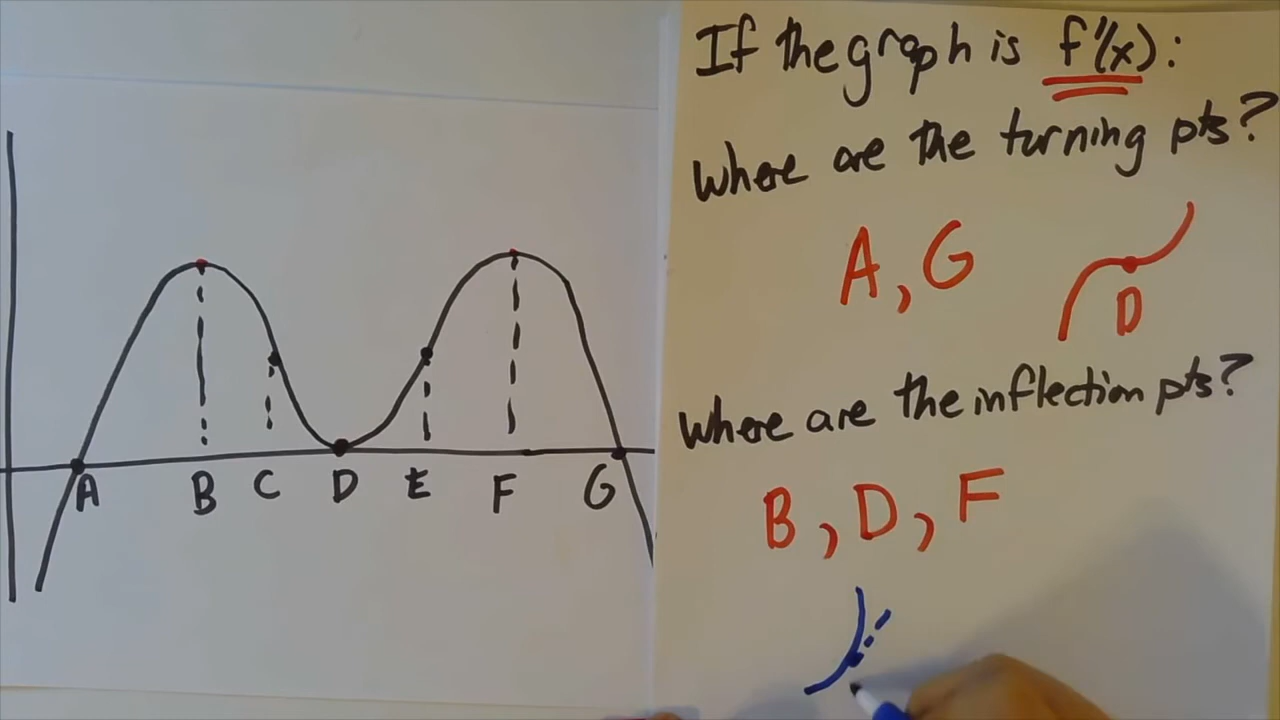 If the graph is f'(x):
Where are the turning pts?
A, G
D
Where are the inflection pts?
B, D, F
A B C D E F G